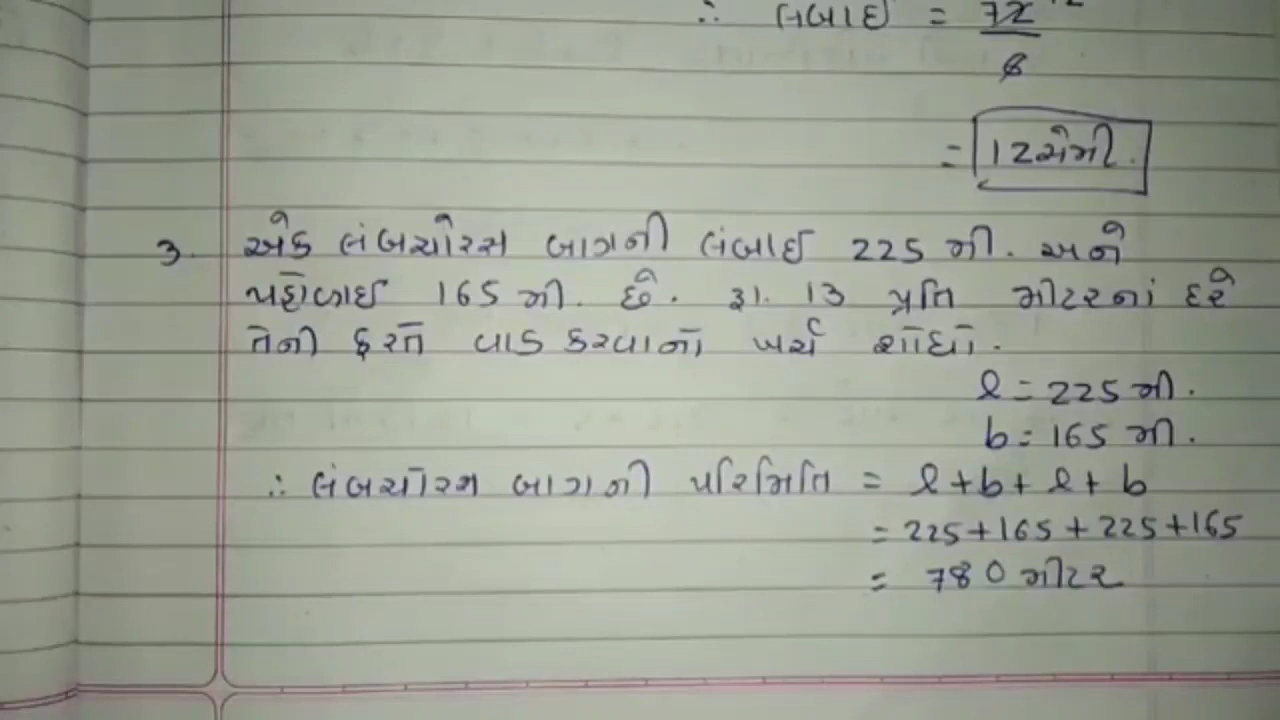 ∴ લંબાઇ = 72 12
6
= 12 સેમી.
3. એક લંબચોરસ બાગની લંબાઇ 225 મી. અને
પહોળાઇ 165 મી. છે. રૂા. 13 પ્રતિ મીટરનાં દરે
તેની ફરતે વાડ કરવાનો ખર્ચ શોધો.
l = 225 મી.
b = 165 મી.
∴ લંબચોરસ બાગની પરિમિતિ = l + b + l + b
= 225 + 165 + 225 + 165
= 780 મીટર